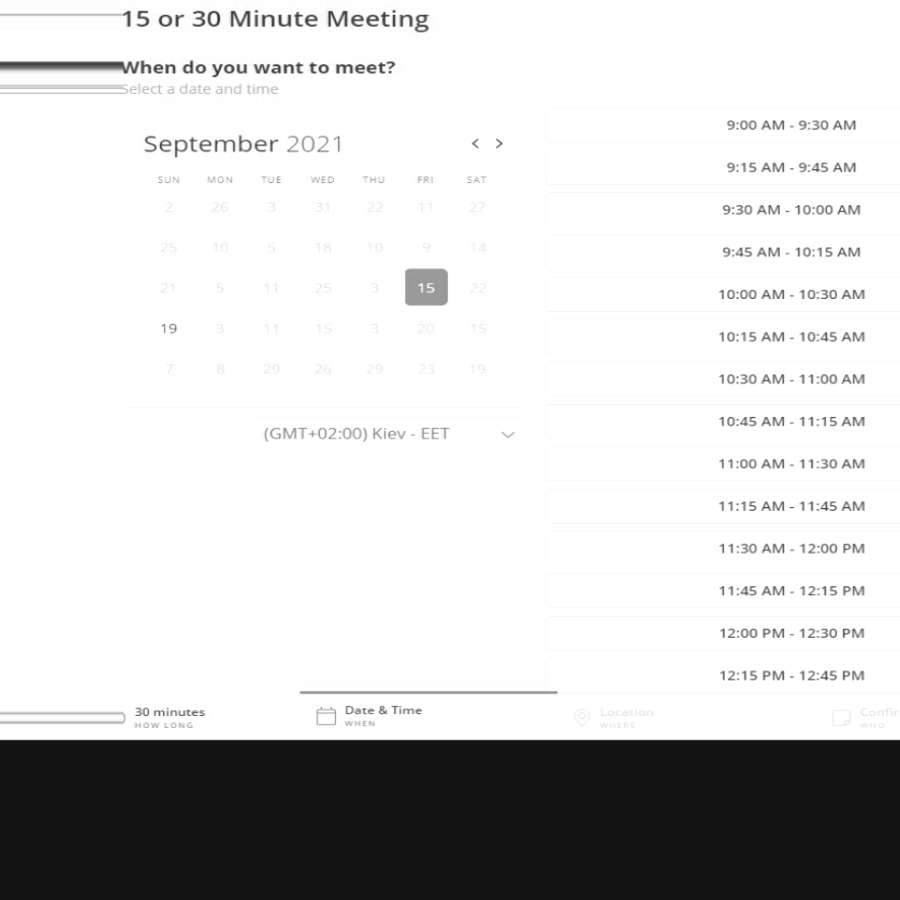 15 or 30 Minute Meeting
When do you want to meet?
Select a date and time
September 2021
< >
SUN MON TUE WED THU FRI SAT
2 26 3 31 22 11 27
25 10 5 18 10 9 14
21 5 11 25 3 15 22
19 3 11 15 3 20 15
7 8 29 26 29 23 19
(GMT+02:00) Kiev - EET
9:00 AM - 9:30 AM
9:15 AM - 9:45 AM
9:30 AM - 10:00 AM
9:45 AM - 10:15 AM
10:00 AM - 10:30 AM
10:15 AM - 10:45 AM
10:30 AM - 11:00 AM
10:45 AM - 11:15 AM
11:00 AM - 11:30 AM
11:15 AM - 11:45 AM
11:30 AM - 12:00 PM
11:45 AM - 12:15 PM
12:00 PM - 12:30 PM
12:15 PM - 12:45 PM
30 minutes
HOW LONG
Date & Time
WHEN
Location
WHERE
Confir
WHO